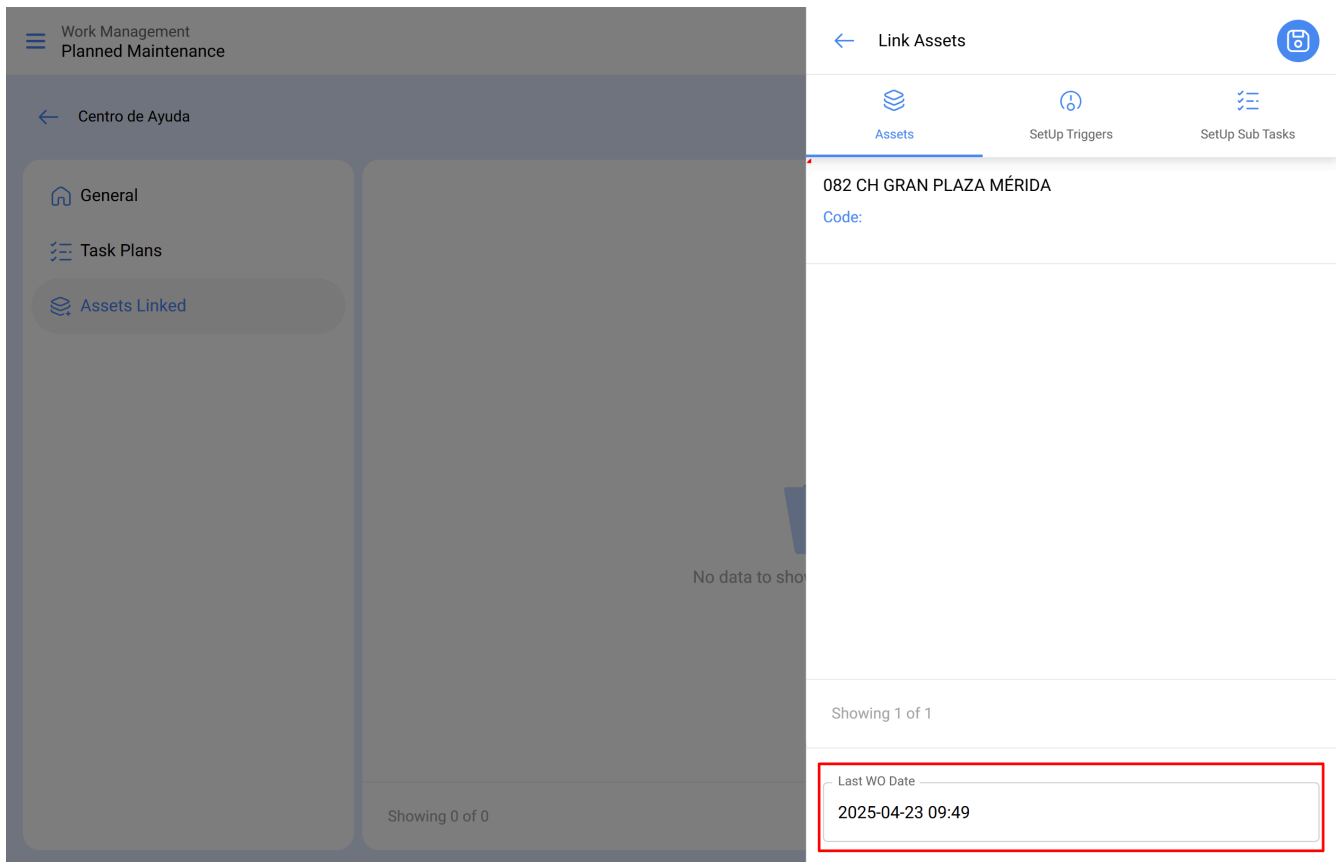 Work Management
Planned Maintenance
Centro de Ayuda
General
Task Plans
Assets Linked
No data to sho
Showing 0 of 0
Link Assets
Assets
SetUp Triggers
SetUp Sub Tasks
082 CH GRAN PLAZA MÉRIDA
Code:
Showing 1 of 1
Last WO Date
2025-04-23 09:49